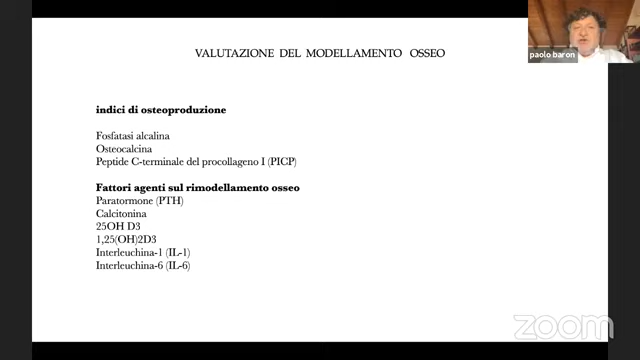 VALUTAZIONE DEL MODELLAMENTO OSSEO
paolo baron
indici di osteoproduzione
Fosfatasi alcalina
Osteocalcina
Peptide C-terminale del procollageno I (PICP)
Fattori agenti sul rimodellamento osseo
Paratormone (PTH)
Calcitonina
25OH D3
1,25(OH)2D3
Interleuchina-1 (IL-1)
Interleuchina-6 (IL-6)
zoom